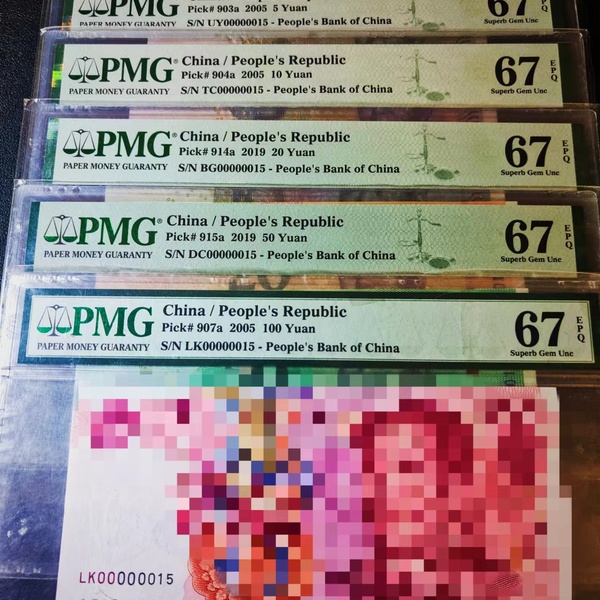 Pick# 903a 2005 5 Yuan
67 EPQ
PAPER MONEY GUARANTY
S/N UY00000015 - People's Bank of China
Superb Gem Unc
PMG®
China / People's Republic
67 EPQ
Pick# 904a 2005 10 Yuan
PAPER MONEY GUARANTY
S/N TC00000015 - People's Bank of China
Superb Gem Unc
PMG®
China / People's Republic
67 EPQ
Pick# 914a 2019 20 Yuan
PAPER MONEY GUARANTY
S/N BG00000015 - People's Bank of China
Superb Gem Unc
PMG®
China / People's Republic
67 EPQ
Pick# 915a 2019 50 Yuan
PAPER MONEY GUARANTY
S/N DC00000015 - People's Bank of China
Superb Gem Unc
PMG
China / People's Republic
67 EPQ
Pick# 907a 2005 100 Yuan
PAPER MONEY GUARANTY
S/N LK00000015 - People's Bank of China
Superb Gem Unc
LK00000015